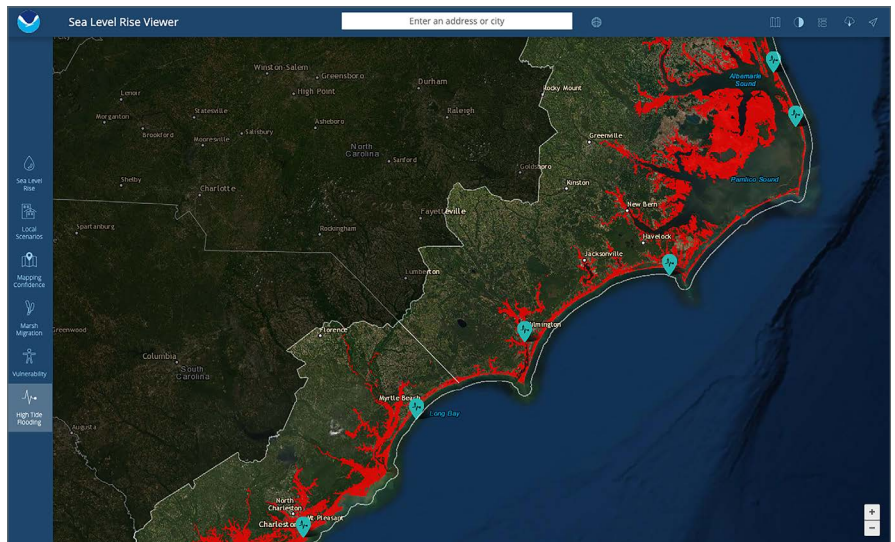 Sea Level Rise Viewer
Enter an address or city
Sea Level
Rise
Local
Scenarios
Mapping
Confidence
Marsh
Migration
Vulnerability
High Tide
Flooding
Winston-Salem
Greensboro
High Point
Durham
Rocky Mount
Lenoir
Statesville
Raleigh
Morganton
Brookford
Mooresville
Salisbury
Asheboro
Greenville
North
Carolina
Sanford
Goldsboro
Shelby
Charlotte
Kinston
Albemarle
Sound
Pamlico Sound
New Bern
Fayetteville
Spartanburg
Rockingham
Havelock
Jacksonville
Lumberton
Greenwood
Florence
Wilmington
Columbia
South
Carolina
Myrtle Beach
Long Bay
Augusta
North
Charleston
Mt Pleasant
Charleston
+
−